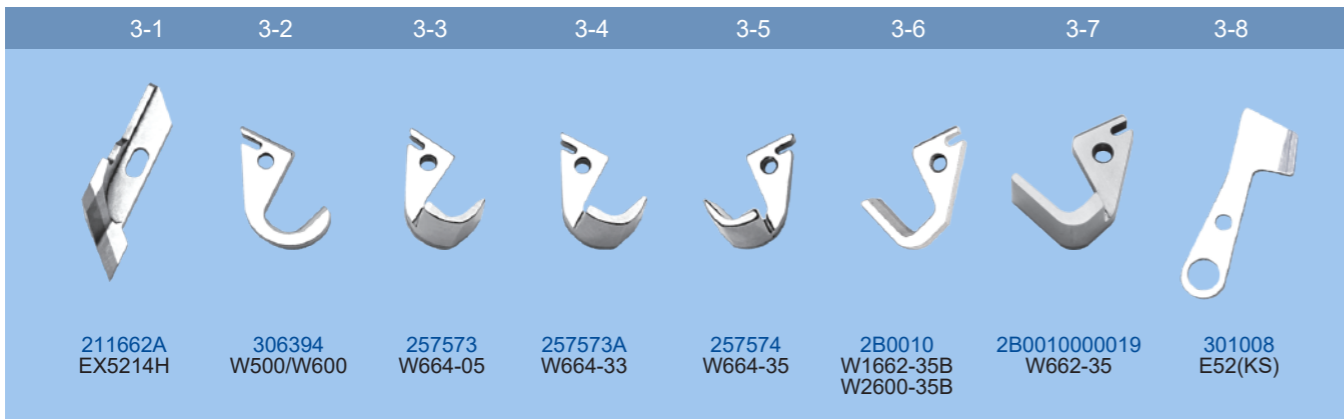 3-1 3-2 3-3 3-4 3-5 3-6 3-7 3-8
211662A 306394 257573 257573A 257574 2B0010 2B0010000019 301008
EX5214H W500/W600 W664-05 W664-33 W664-35 W1662-35B W662-35 E52(KS)
W2600-35B